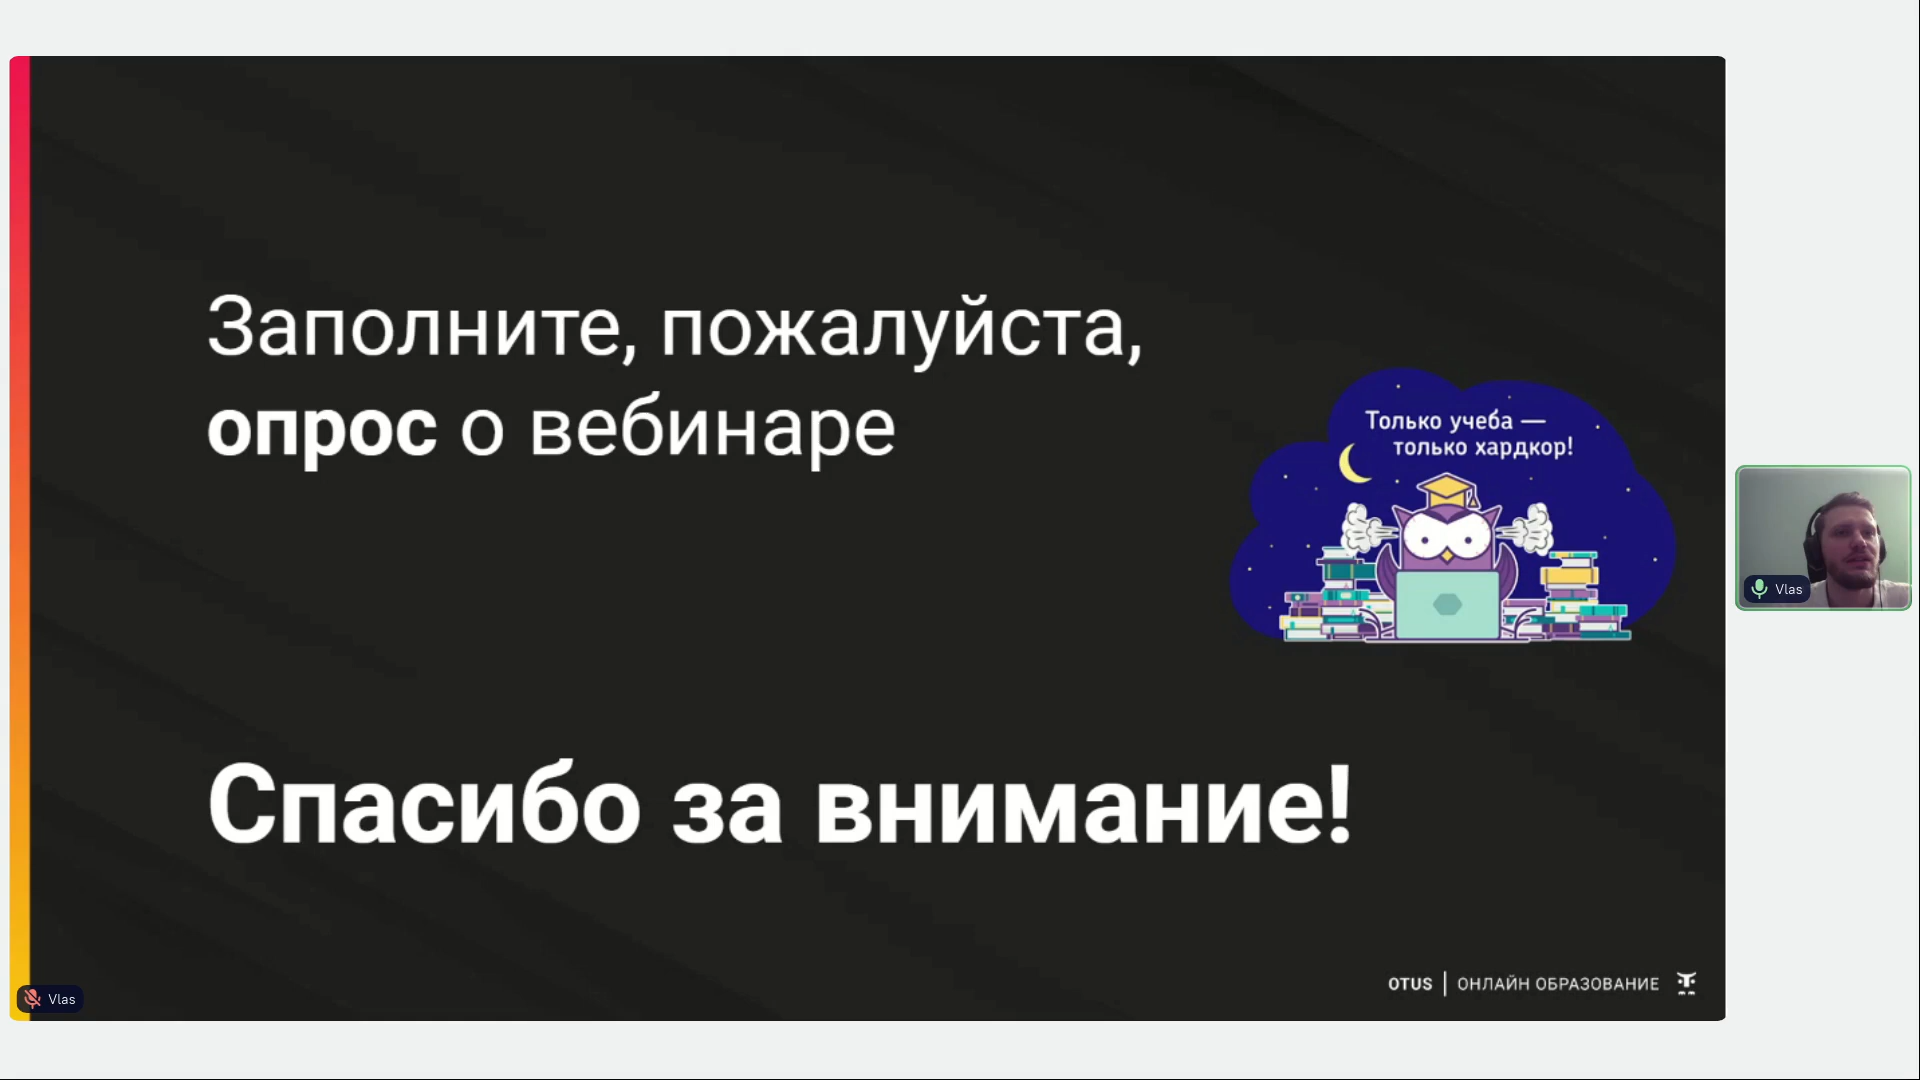 Заполните, пожалуйста,
опрос о вебинаре
Только учеба —
только хардкор!
Vlas
Спасибо за внимание!
OTUS | ОНЛАЙН ОБРАЗОВАНИЕ
Vlas